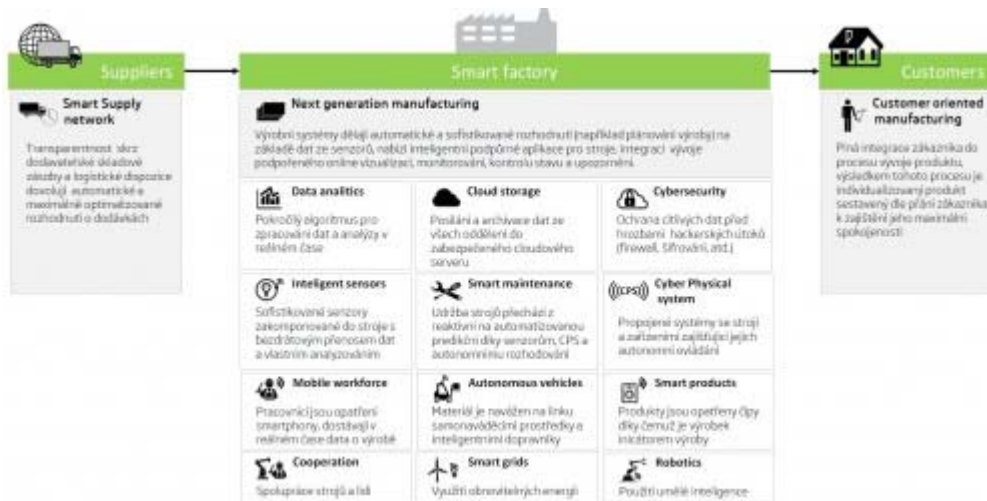 Suppliers
Smart factory
Customers
Smart Supply
network
Transparentnost skrz
dodavatelské skladové
zásoby a logistické dispozice
dovolují automatické a
maximálně optimalizované
rozhodnutí o dodávkách
Next generation manufacturing
Výrobní systémy dělají automatické a sofistikované rozhodnutí (například plánování výroby) na
základě dat ze senzorů, nabízí inteligentní podpůrné aplikace pro stroje, integraci vývoje
podpořeného online vizualizací, monitorování, kontrolu stavu a upozornění.
Data analitics
Pokročilý algoritmus pro
zpracování dat a analýzy v
reálném čase
Cloud storage
Posílání a archivace dat ze
všech oddělení do
zabezpečeného cloudového
serveru
Cybersecurity
Ochrana citlivých dat před
hrozbami hackerských útoků
(firewall, šifrování, atd.)
Inteligent sensors
Sofistikované senzory
zakomponované do stroje s
bezdrátovým přenosem dat
a vlastním analyzováním
Smart maintenance
Údržba strojů přechází z
reaktivní na automatizovanou
predikční díky senzorům, CPS a
autonomnímu rozhodování
((CPS))
Cyber Physical
system
Propojené systémy se stroji
a zařízeními zajišťující jejich
autonomní ovládání
Mobile workforce
Pracovníci jsou opatření
smartphony, dostávají v
reálném čase data o výrobě
Autonomous vehicles
Materiál je navážen na linku
samonaváděcími prostředky a
inteligentními dopravníky
Smart products
Produkty jsou opatřeny čipy
díky čemuž je výrobek
inicátorem výroby
Cooperation
Spolupráce strojů a lidí
Smart grids
Využití obnovitelných energií
Robotics
Použití umělé inteligence
Customer oriented
manufacturing
Plná integrace zákazníka do
procesu vývoje produktu,
výsledkem tohoto procesu je
individualizovaný produkt
sestavený dle přání zákazníka
k zajištění jeho maximální
spokojenosti